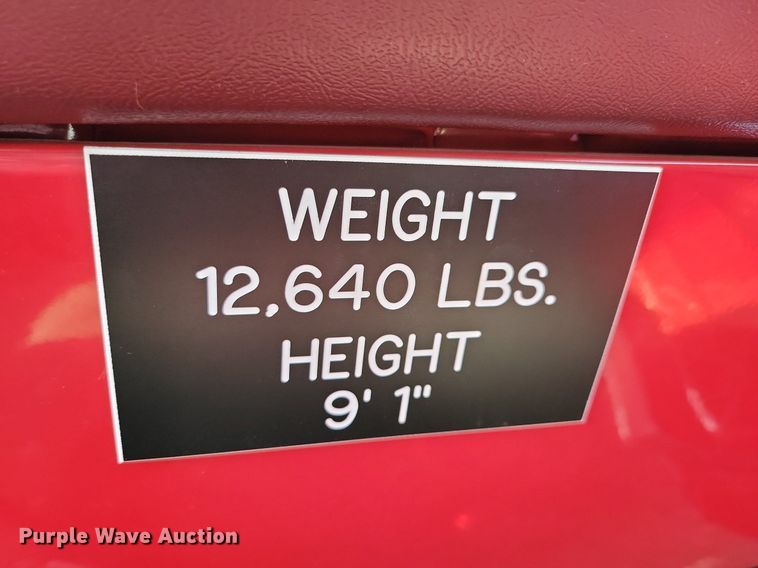 WEIGHT
12,640 LBS.
HEIGHT
9' 1"
Purple Wave Auction